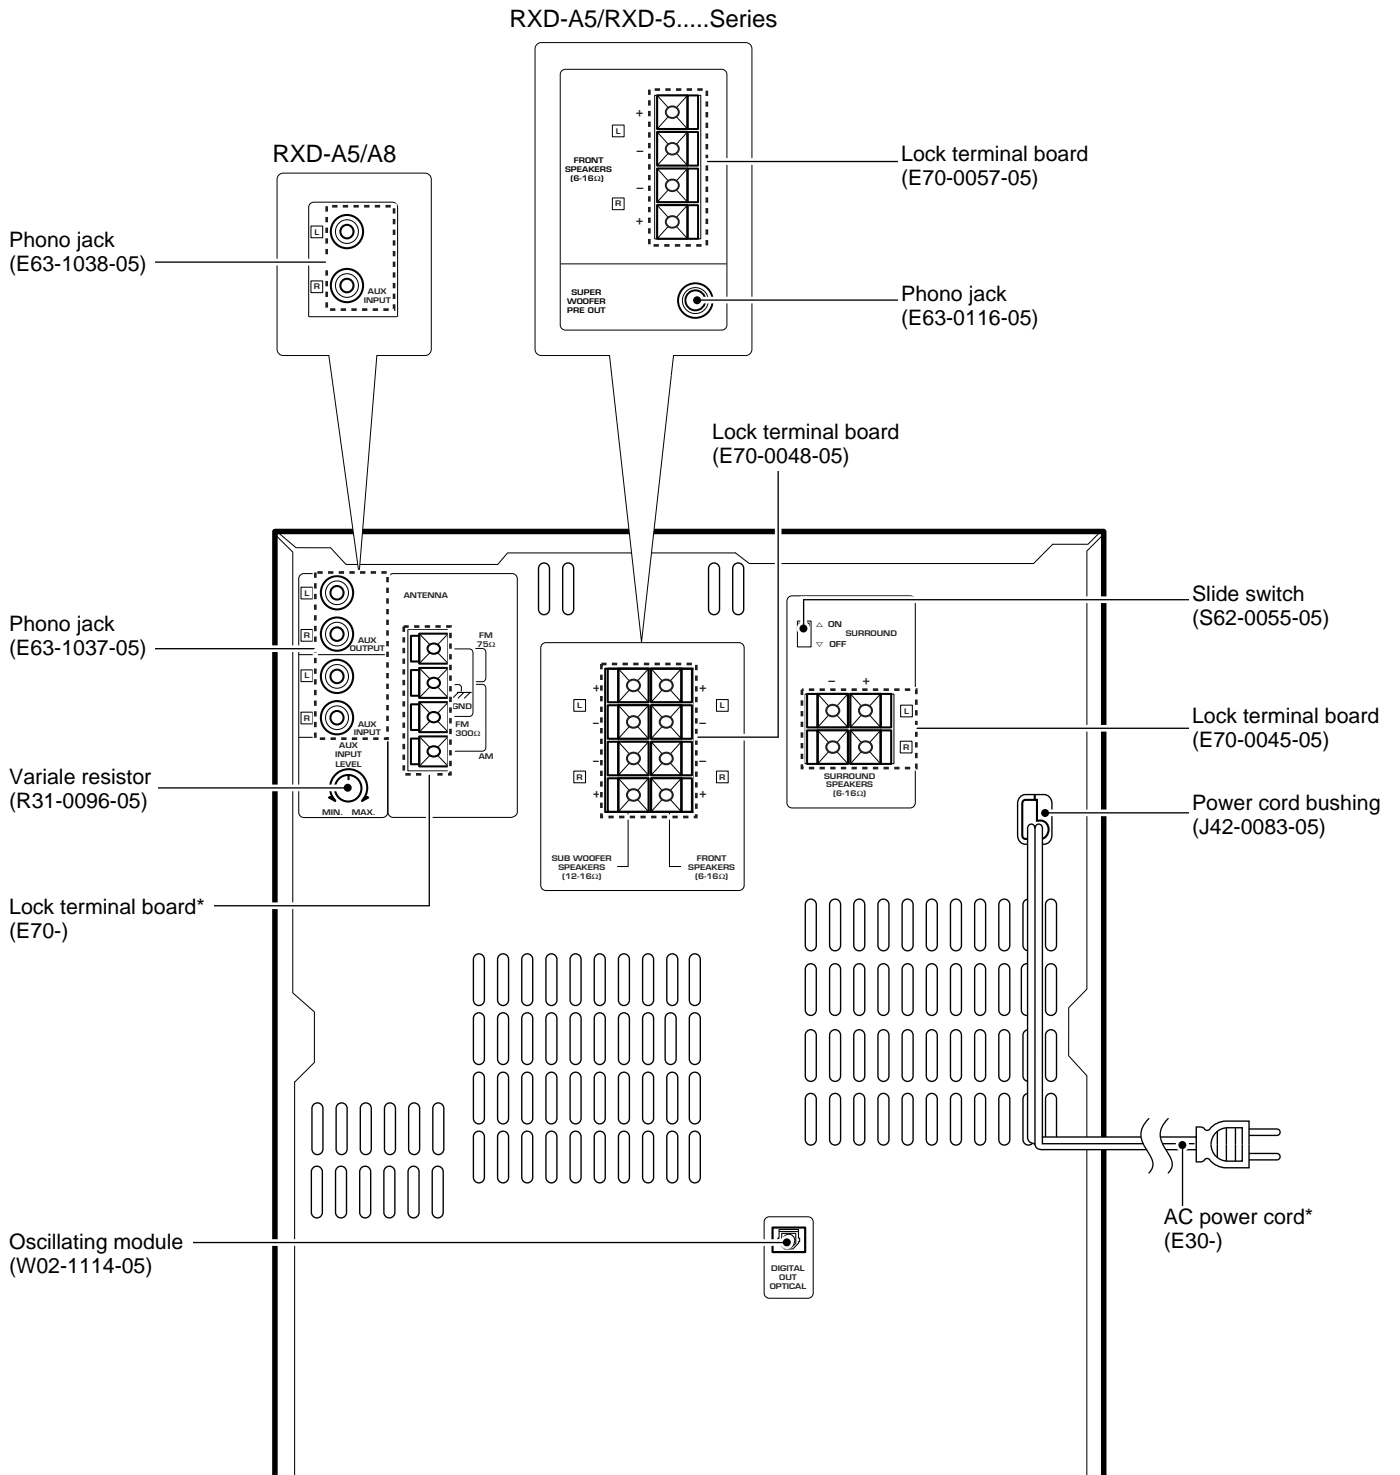 RXD-A5/RXD-5.....Series
RXD-A5/A8
L
R
AUX
INPUT
Phono jack
(E63-1038-05)
+
L
−
FRONT
SPEAKERS
(6-16Ω)
−
R
+
SUPER
WOOFER
PRE OUT
Lock terminal board
(E70-0057-05)
Phono jack
(E63-0116-05)
Lock terminal board
(E70-0048-05)
Phono jack
(E63-1037-05)
L
R
AUX
OUTPUT
L
R
AUX
INPUT
AUX
INPUT
LEVEL
MIN. MAX.
Variale resistor
(R31-0096-05)
ANTENNA
FM
75Ω
GND
FM
300Ω
AM
Lock terminal board*
(E70-)
+ +
L L
− −
− −
R R
+ +
SUB WOOFER
SPEAKERS
(12-16Ω)
FRONT
SPEAKERS
(6-16Ω)
△ ON
SURROUND
▽ OFF
− +
L
R
SURROUND
SPEAKERS
(6-16Ω)
Slide switch
(S62-0055-05)
Lock terminal board
(E70-0045-05)
Power cord bushing
(J42-0083-05)
AC power cord*
(E30-)
Oscillating module
(W02-1114-05)
DIGITAL
OUT
OPTICAL